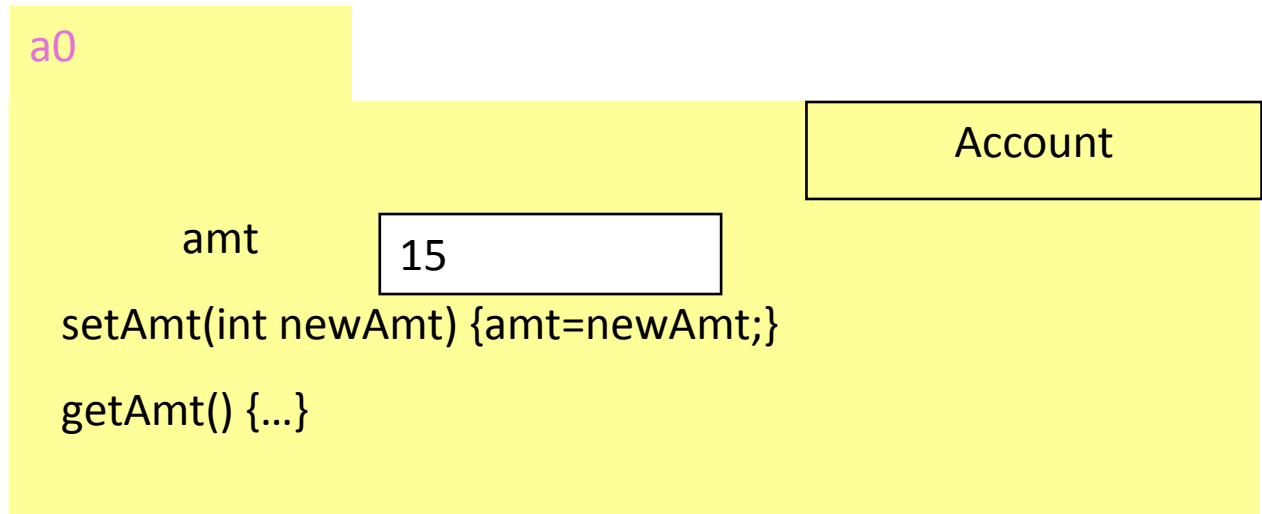 a0
Account
amt
15
setAmt(int newAmt) {amt=newAmt;}
getAmt() {…}